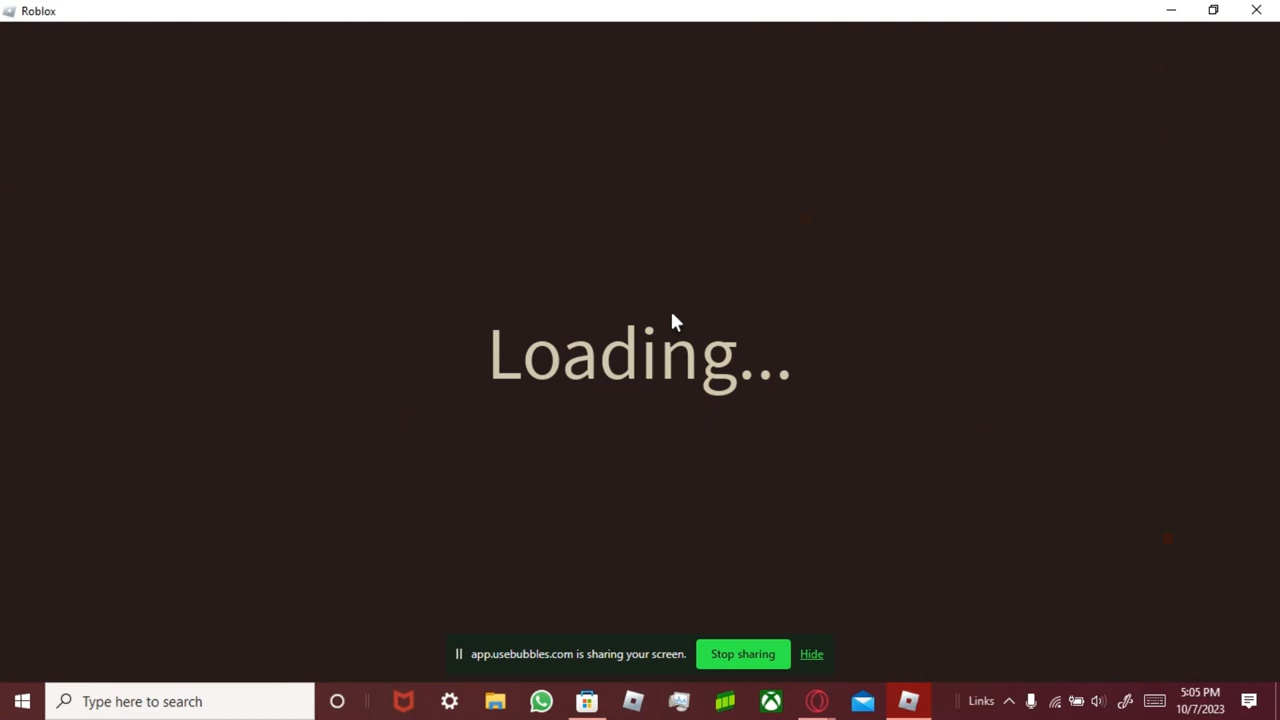 Roblox
Loading...
app.usebubbles.com is sharing your screen. Stop sharing Hide
Type here to search
Links
5:05 PM
10/7/2023